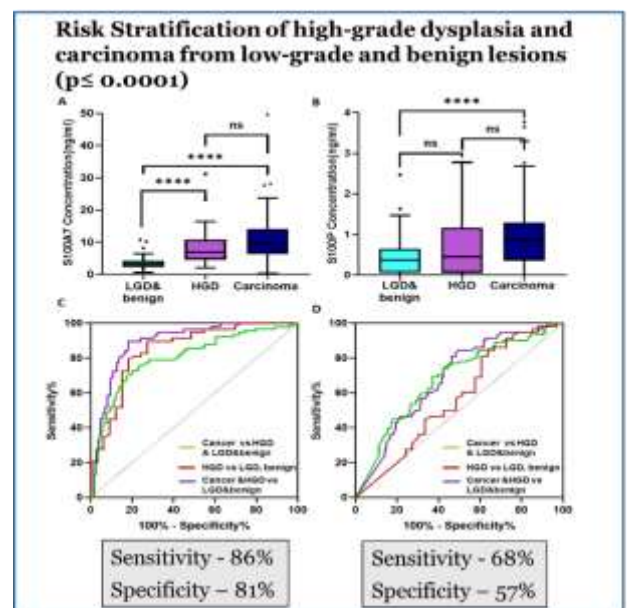 Risk Stratification of high-grade dysplasia and
carcinoma from low-grade and benign lesions
(p≤ 0.0001)
A
S100A7 Concentration(ng/ml)
50
40
30
20
10
0
ns
****
****
LGD&
benign
HGD
Carcinoma
B
S100P Concentration(ng/ml)
4
3
2
1
0
****
ns
ns
LGD&
benign
HGD
Carcinoma
C
Sensitivity%
100
80
60
40
20
0
Cancer vs HGD
& LGD&benign
HGD vs LGD, benign
Cancer &HGD vs
LGD&benign
0 20 40 60 80 100
100% - Specificity%
D
Sensitivity%
100
80
60
40
20
0
Cancer vs HGD
& LGD&benign
HGD vs LGD, benign
Cancer &HGD vs
LGD&benign
0 20 40 60 80 100
100% - Specificity%
Sensitivity - 86%
Specificity – 81%
Sensitivity - 68%
Specificity - 57%